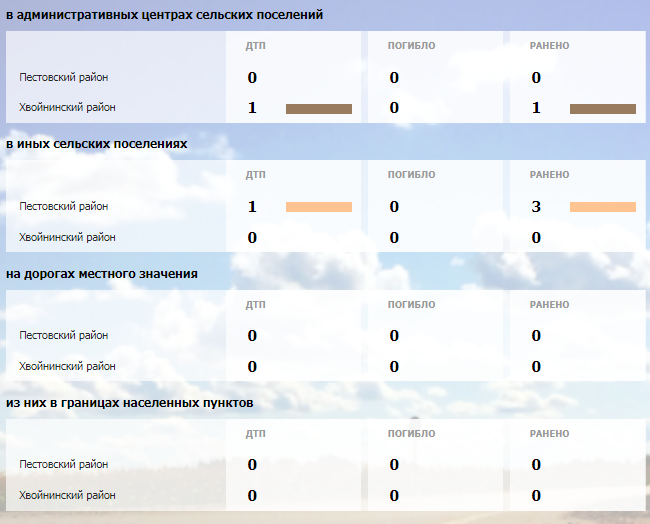 в административных центрах сельских поселений
ДТП ПОГИБЛО РАНЕНО
Пестовский район 0 0 0
Хвойнинский район 1 0 1
в иных сельских поселениях
ДТП ПОГИБЛО РАНЕНО
Пестовский район 1 0 3
Хвойнинский район 0 0 0
на дорогах местного значения
ДТП ПОГИБЛО РАНЕНО
Пестовский район 0 0 0
Хвойнинский район 0 0 0
из них в границах населенных пунктов
ДТП ПОГИБЛО РАНЕНО
Пестовский район 0 0 0
Хвойнинский район 0 0 0